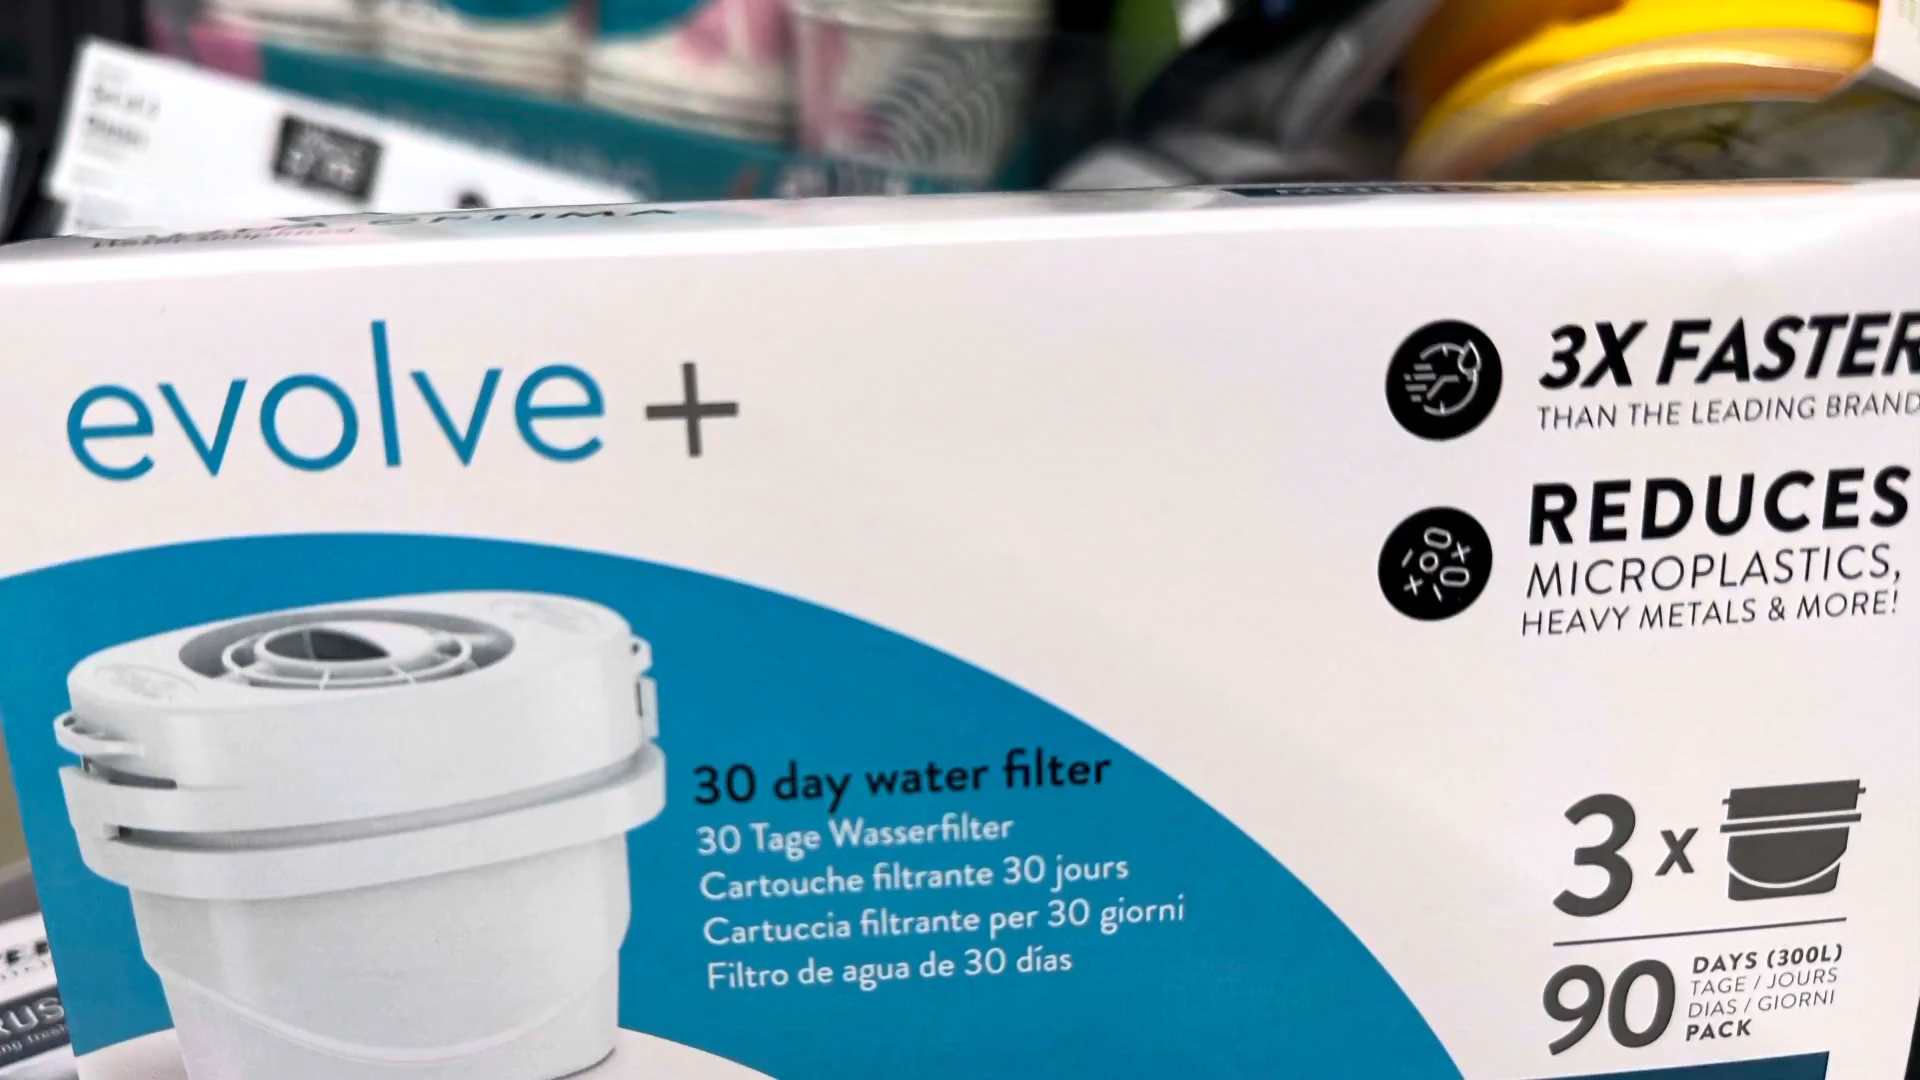 evolve+
3X FASTER
THAN THE LEADING BRAND
REDUCES
MICROPLASTICS,
HEAVY METALS & MORE!
30 day water filter
30 Tage Wasserfilter
Cartouche filtrante 30 jours
Cartuccia filtrante per 30 giorni
Filtro de agua de 30 días
3 x
90
DAYS (300L)
TAGE / JOURS
DIAS / GIORNI
PACK